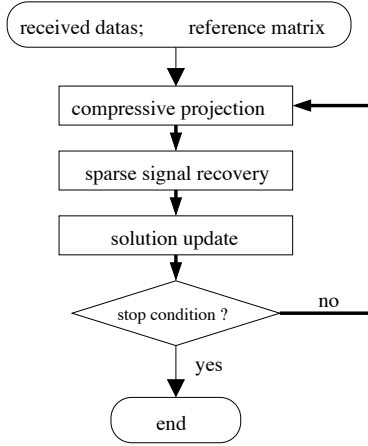 received datas; reference matrix
compressive projection
sparse signal recovery
solution update
stop condition ?
no
yes
end